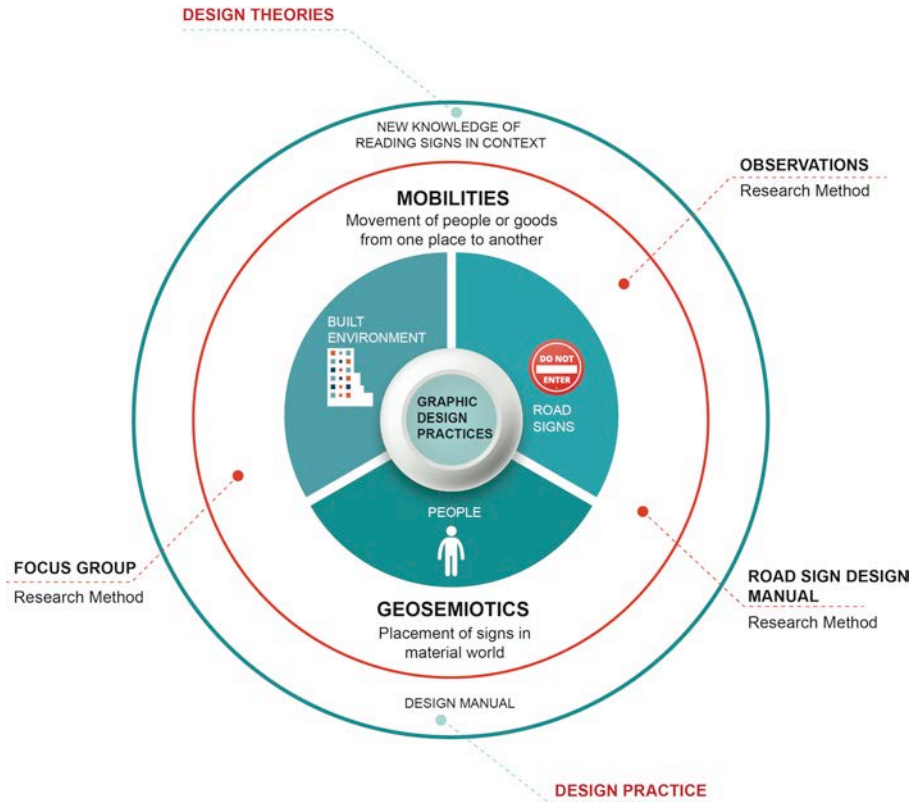 DESIGN THEORIES
NEW KNOWLEDGE OF
READING SIGNS IN CONTEXT
OBSERVATIONS
Research Method
MOBILITIES
Movement of people or goods
from one place to another
BUILT
ENVIRONMENT
DO NOT
ENTER
ROAD
SIGNS
GRAPHIC
DESIGN
PRACTICES
PEOPLE
FOCUS GROUP
Research Method
ROAD SIGN DESIGN
MANUAL
Research Method
GEOSEMIOTICS
Placement of signs in
material world
DESIGN MANUAL
DESIGN PRACTICE